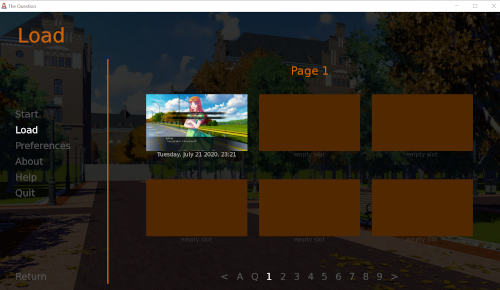 The Question
Load
Page 1
Start
Load
Preferences
About
Help
Quit
Return
Tuesday, July 21 2020, 23:21
empty slot
empty slot
empty slot
empty slot
empty slot
< A Q 1 2 3 4 5 6 7 8 9 >